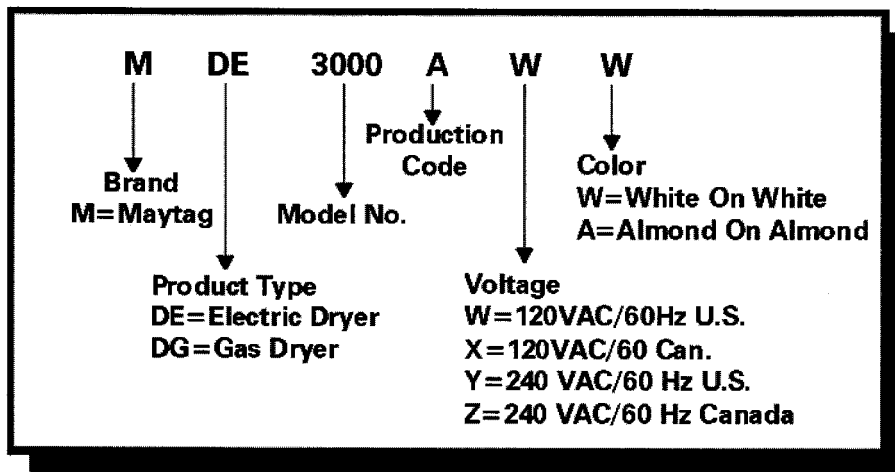 M DE 3000 A W W
Production
Code
Brand
M=Maytag
Model No.
Color
W=White On White
A=Almond On Almond
Product Type
DE=Electric Dryer
DG=Gas Dryer
Voltage
W=120VAC/60Hz U.S.
X=120VAC/60 Can.
Y=240 VAC/60 Hz U.S.
Z=240 VAC/60 Hz Canada